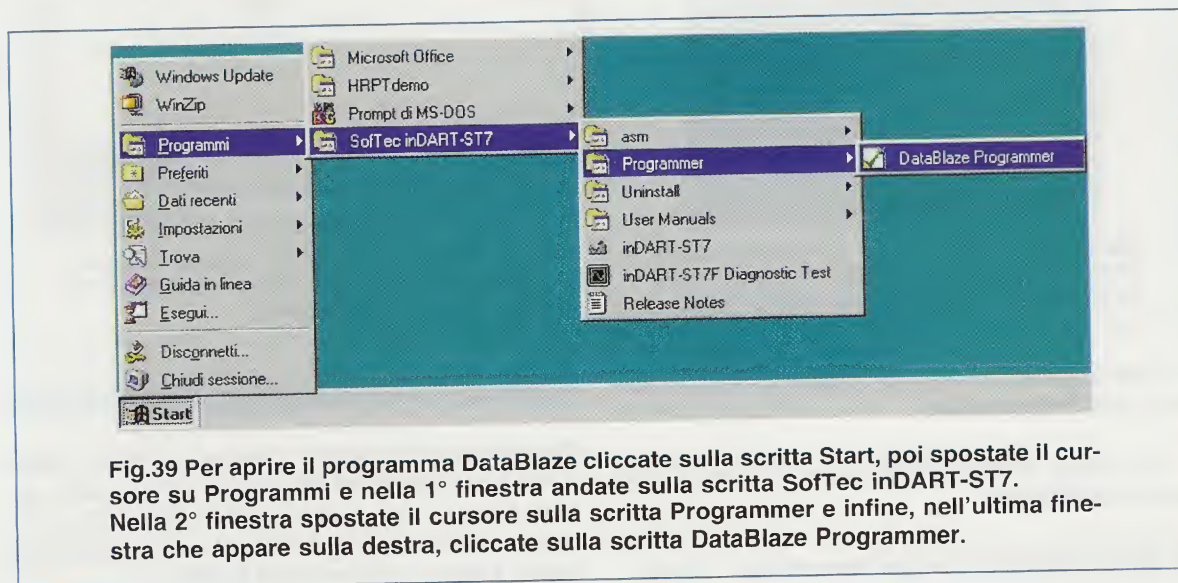 Windows Update
WinZip
Programmi
Preferiti
Dati recenti
Impostazioni
Trova
Guida in linea
Esegui...
Disconnetti...
Chiudi sessione...
Start
Microsoft Office
HRPTdemo
Prompt di MS-DOS
SofTec inDART-ST7
asm
Programmer
Uninstall
User Manuals
inDART-ST7
inDART-ST7F Diagnostic Test
Release Notes
DataBlaze Programmer
Fig.39 Per aprire il programma DataBlaze cliccate sulla scritta Start, poi spostate il cur-
sore su Programmi e nella 1° finestra andate sulla scritta SofTec inDART-ST7.
Nella 2° finestra spostate il cursore sulla scritta Programmer e infine, nell'ultima fine-
stra che appare sulla destra, cliccate sulla scritta DataBlaze Programmer.